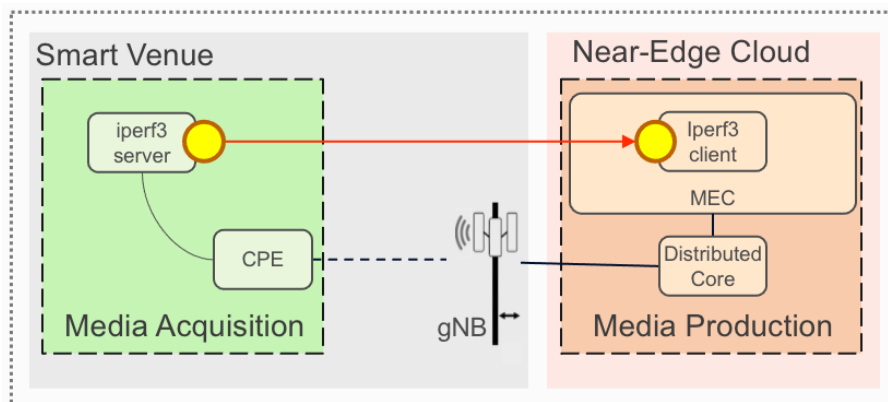 Smart Venue
Near-Edge Cloud
iperf3
server
Iperf3
client
MEC
CPE
Distributed
Core
Media Acquisition
gNB
Media Production